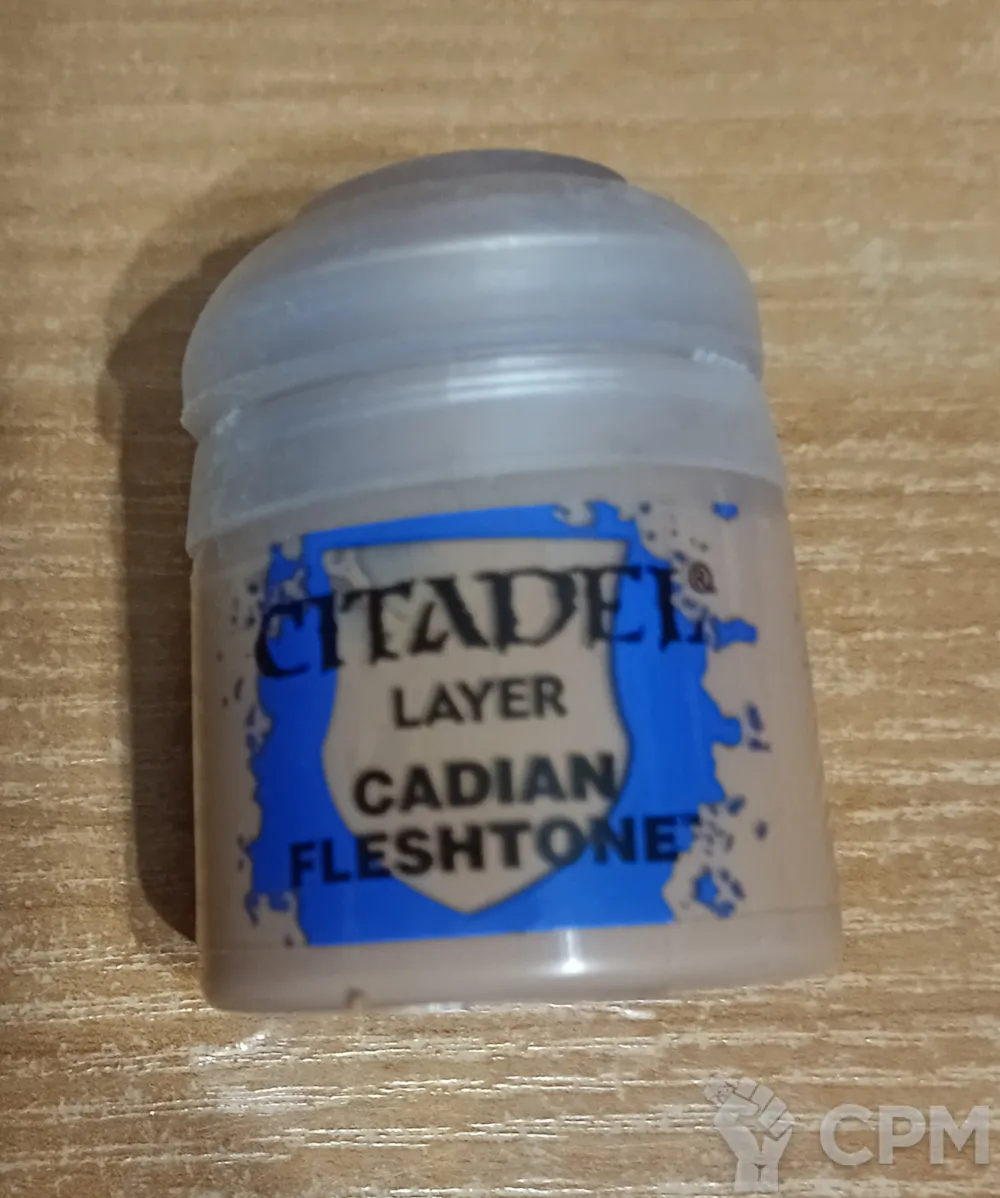 CITADEL®
LAYER
CADIAN
FLESHTONE
CPM